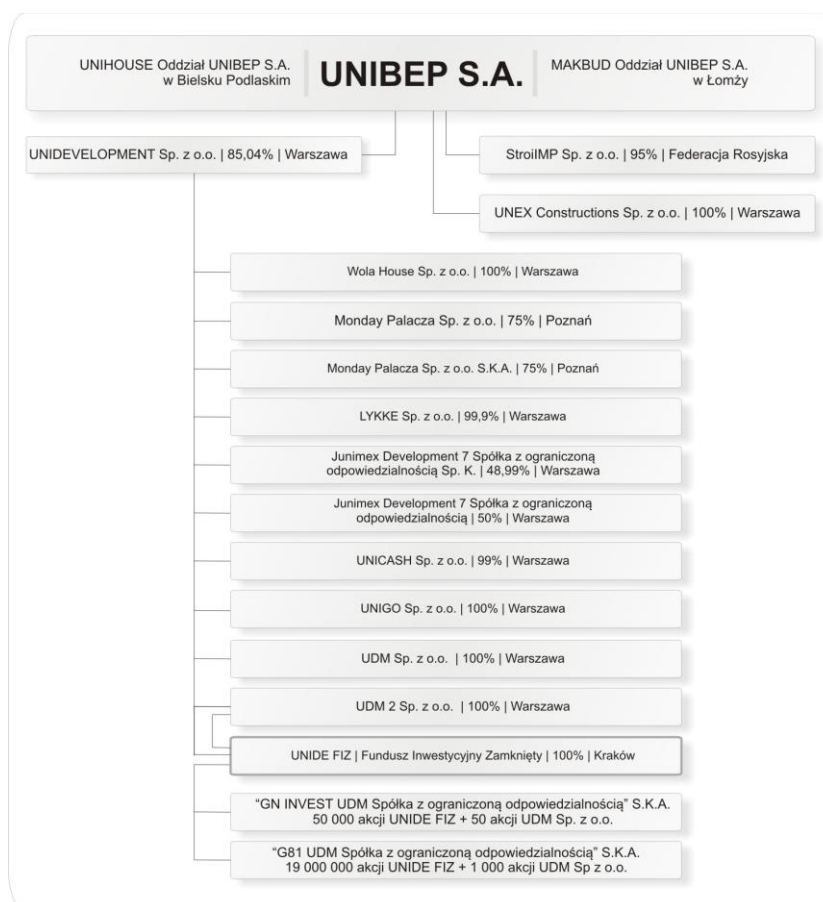 UNIHOUSE Oddział UNIBEP S.A.
w Bielsku Podlaskim
UNIBEP S.A.
MAKBUD Oddział UNIBEP S.A.
w Łomży
UNIDEVELOPMENT Sp. z o.o. | 85,04% | Warszawa
StroiIMP Sp. z o.o. | 95% | Federacja Rosyjska
UNEX Constructions Sp. z o.o. | 100% | Warszawa
Wola House Sp. z o.o. | 100% | Warszawa
Monday Palacza Sp. z o.o. | 75% | Poznań
Monday Palacza Sp. z o.o. S.K.A. | 75% | Poznań
LYKKE Sp. z o.o. | 99,9% | Warszawa
Junimex Development 7 Spółka z ograniczoną
odpowiedzialnością Sp. K. | 48,99% | Warszawa
Junimex Development 7 Spółka z ograniczoną
odpowiedzialnością | 50% | Warszawa
UNICASH Sp. z o.o. | 99% | Warszawa
UNIGO Sp. z o.o. | 100% | Warszawa
UDM Sp. z o.o. | 100% | Warszawa
UDM 2 Sp. z o.o. | 100% | Warszawa
UNIDE FIZ | Fundusz Inwestycyjny Zamknięty | 100% | Kraków
"GN INVEST UDM Spółka z ograniczoną odpowiedzialnością" S.K.A.
50 000 akcji UNIDE FIZ + 50 akcji UDM Sp. z o.o.
"G81 UDM Spółka z ograniczoną odpowiedzialnością" S.K.A.
19 000 000 akcji UNIDE FIZ + 1 000 akcji UDM Sp z o.o.